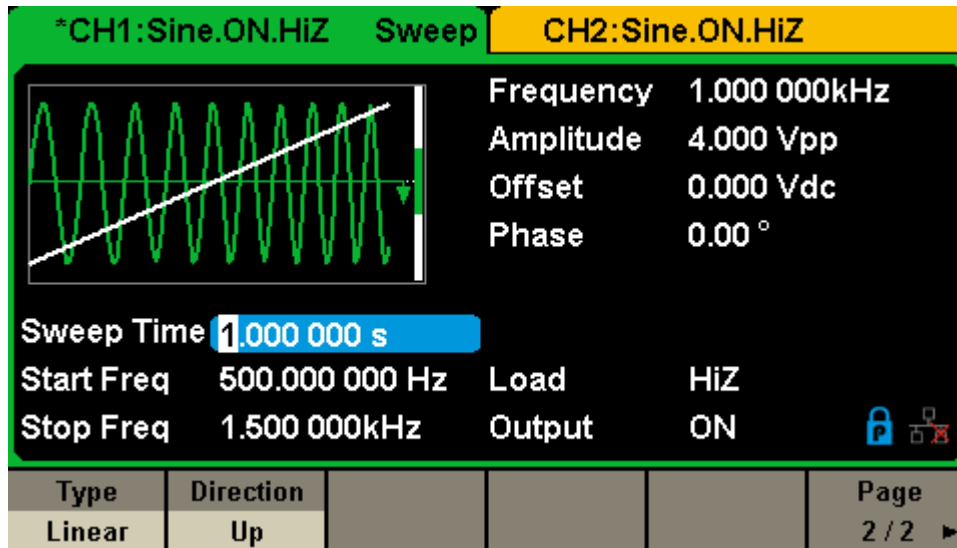 *CH1:Sine.ON.HiZ Sweep CH2:Sine.ON.HiZ
Frequency 1.000 000kHz
Amplitude 4.000 Vpp
Offset 0.000 Vdc
Phase 0.00 °
Sweep Time 1.000 000 s
Start Freq 500.000 000 Hz Load HiZ
Stop Freq 1.500 000kHz Output ON P
Type Direction Page
Linear Up 2 / 2 ►